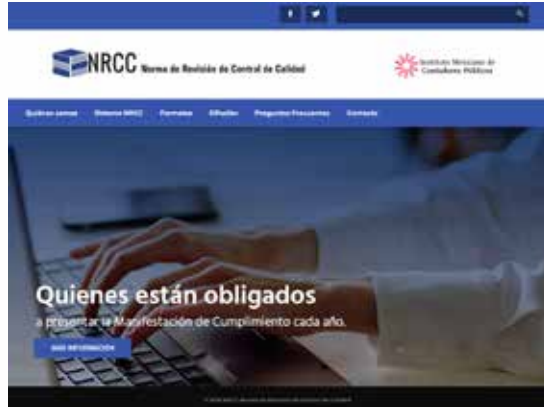 NRCC Norma de Revisión de Control de Calidad
Instituto Mexicano de
Contadores Públicos
Quiénes somos Sistema NRCC Formatos Difusión Preguntas Frecuentes Contacto
Quienes están obligados
a presentar la Manifestación de Cumplimiento cada año.
MÁS INFORMACIÓN